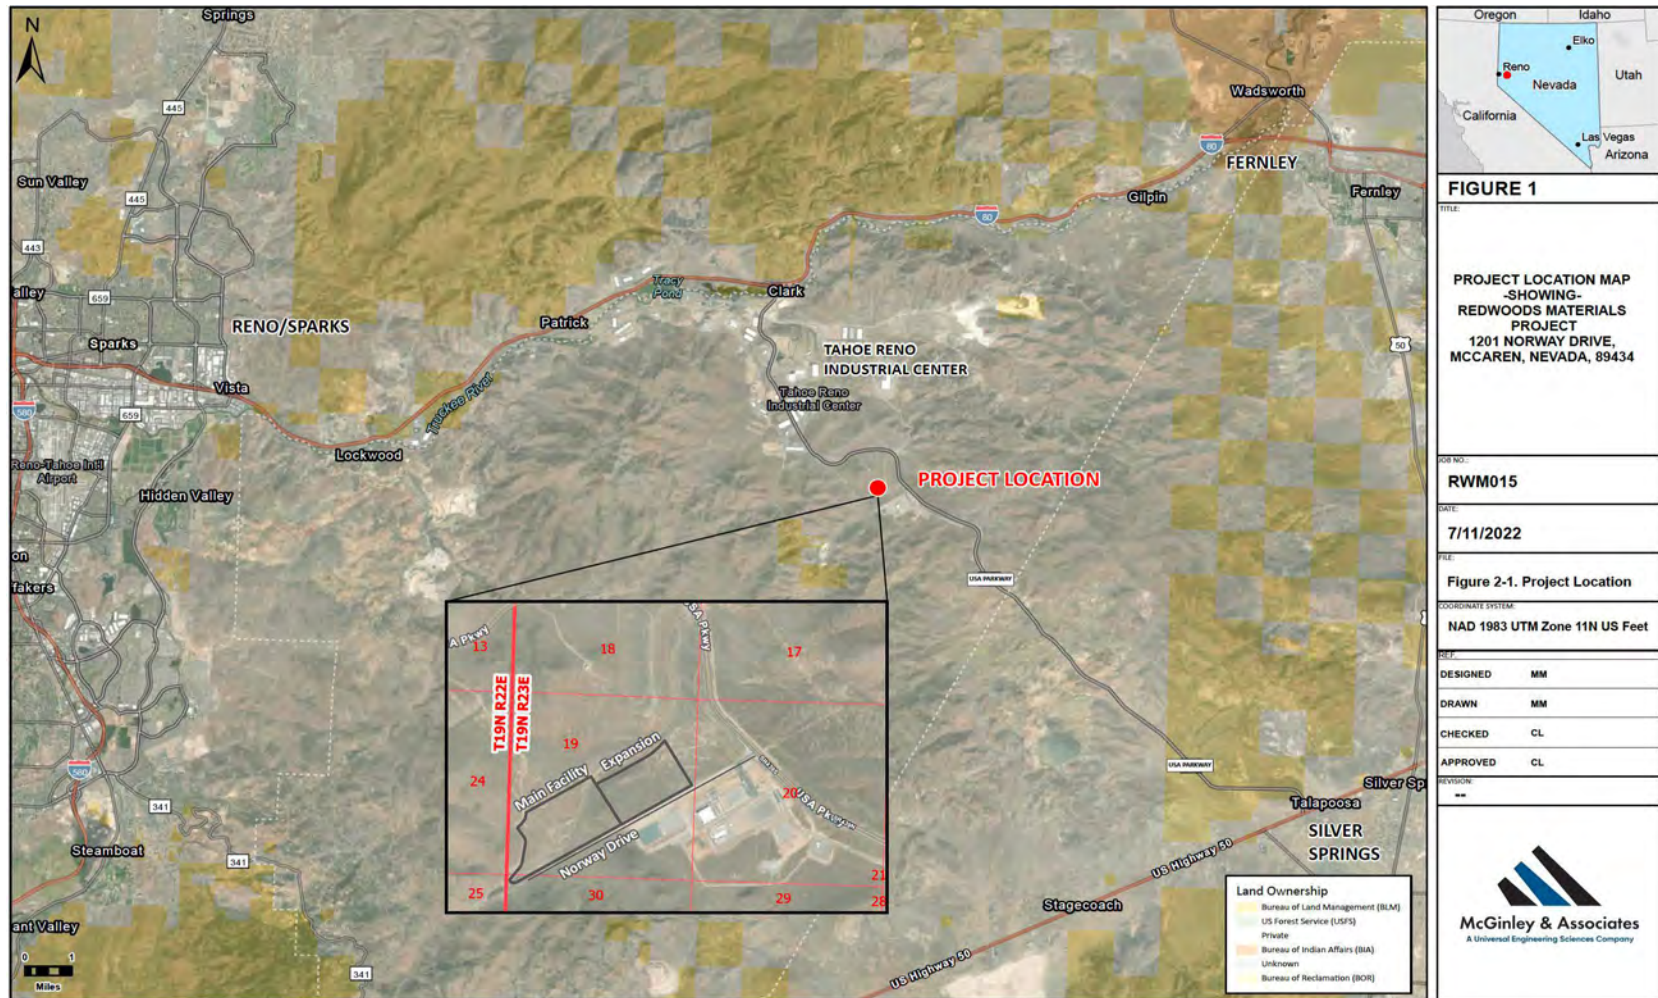 N
Springs
445
Sun Valley
445
443
alley
659
RENO/SPARKS
Sparks
Vista
580
659
Reno-Tahoe Int'l
Airport
Hidden Valley
Lockwood
Truckee River
Patrick
Tracy
Pond
Clark
80
Gilpin
80
Wadsworth
FERNLEY
Fernley
50
TAHOE RENO
INDUSTRIAL CENTER
Tahoe Reno
Industrial Center
PROJECT LOCATION
on
fakers
USA PARKWAY
USA PARKWAY
580
341
Steamboat
341
ant Valley
341
0 1
Miles
A Pkwy
USA Pkwy
13
18
17
T19N R22E
T19N R23E
19
24
Main Facility
Expansion
20
USA Pkwy
Norway Drive
25
30
29
21
28
Silver Sp
Talapoosa
SILVER
SPRINGS
US Highway 50
Stagecoach
US Highway 50
Land Ownership
Bureau of Land Management (BLM)
US Forest Service (USFS)
Private
Bureau of Indian Affairs (BIA)
Unknown
Bureau of Reclamation (BOR)
Oregon
Idaho
Elko
Reno
Nevada
Utah
California
Las Vegas
Arizona
FIGURE 1
TITLE:
PROJECT LOCATION MAP
-SHOWING-
REDWOODS MATERIALS
PROJECT
1201 NORWAY DRIVE,
MCCAREN, NEVADA, 89434
JOB NO.:
RWM015
DATE:
7/11/2022
FILE:
Figure 2-1. Project Location
COORDINATE SYSTEM:
NAD 1983 UTM Zone 11N US Feet
REF.
DESIGNED MM
DRAWN MM
CHECKED CL
APPROVED CL
REVISION:
--
McGinley & Associates
A Universal Engineering Sciences Company